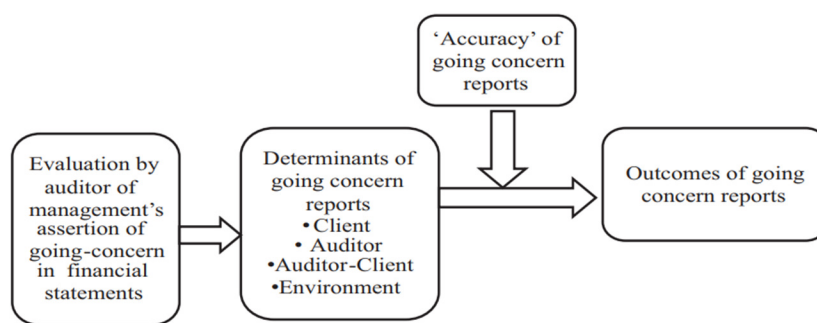 ‘Accuracy’ of
going concern
reports
Evaluation by
auditor of
management’s
assertion of
going-concern
in financial
statements
Determinants of
going concern
reports
•Client
• Auditor
•Auditor-Client
•Environment
Outcomes of going
concern reports